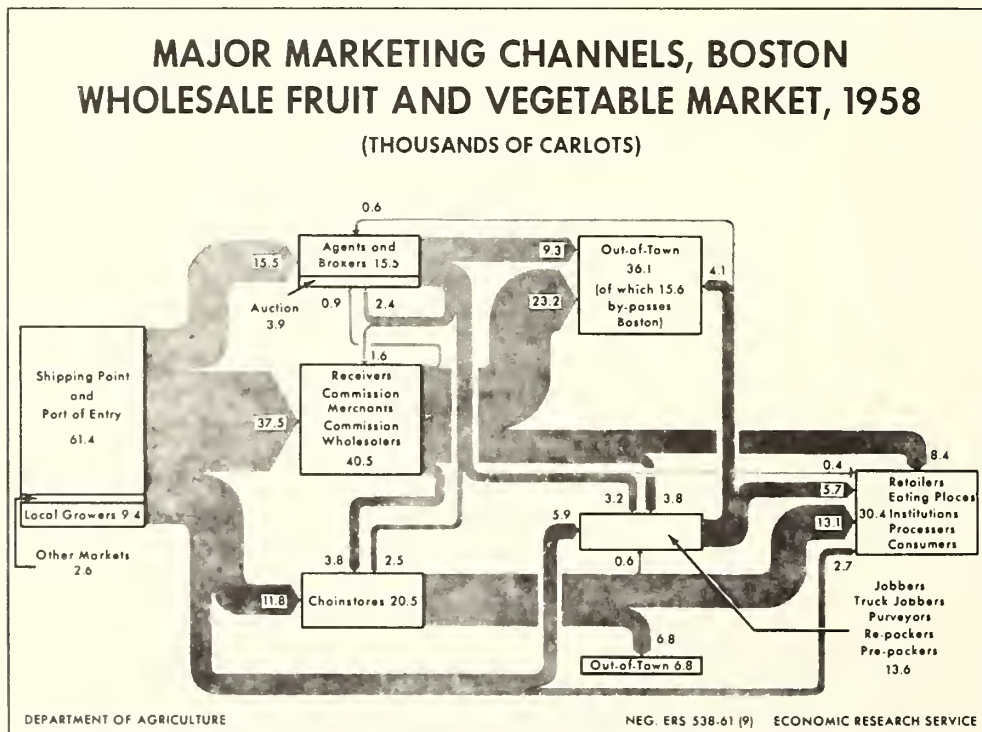 MAJOR MARKETING CHANNELS, BOSTON
WHOLESALE FRUIT AND VEGETABLE MARKET, 1958
(THOUSANDS OF CARLOTS)
0.6
Agents and
Brokers 15.5
15.5
Auction
3.9
0.9
2.4
9.3
23.2
Out-of-Town
36.1
(of which 15.6
by-passes
Boston)
4.1
Shipping Point
and
Port of Entry
61.4
Local Growers 9.4
Other Markets
2.6
1.6
Receivers
Commission
Merchants
Commission
Wholesalers
40.5
37.5
8.4
0.4
3.2
3.8
5.7
Retailers
Eating Places
30.4 Institutions
Processers
Consumers
13.1
5.9
3.8
2.5
0.6
2.7
11.8
Chainstores 20.5
Jobbers
Truck Jobbers
Purveyors
Re-packers
Pre-packers
13.6
6.8
Out-of-Town 6.8
DEPARTMENT OF AGRICULTURE
NEG. ERS 538-61 (9) ECONOMIC RESEARCH SERVICE